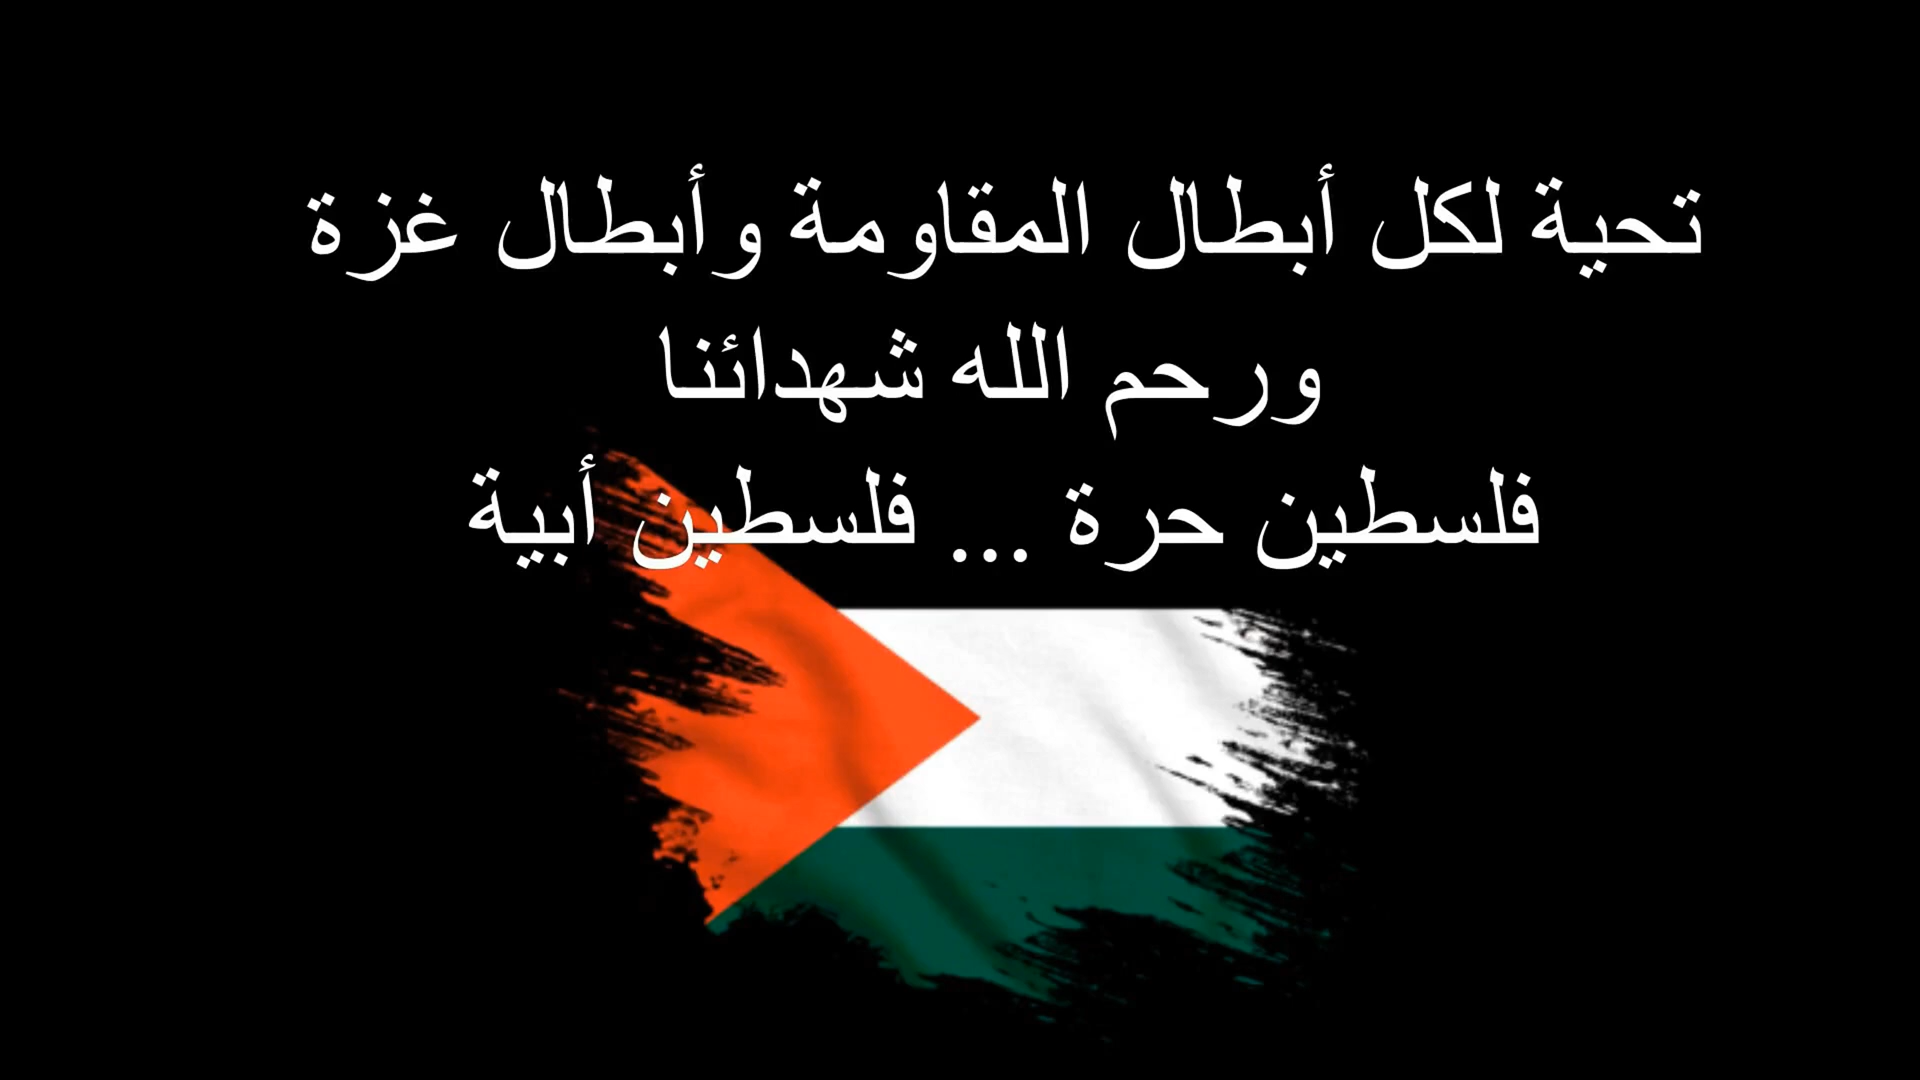 تحية لكل أبطال المقاومة وأبطال غزة
ورحم الله شهدائنا
فلسطين حرة ... فلسطين أبية